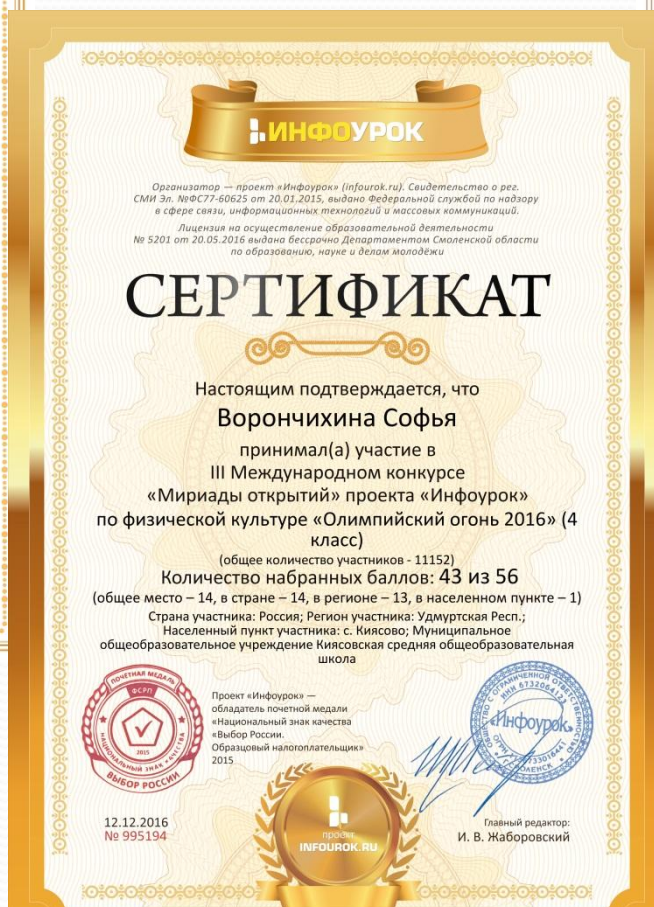 ИНФОУРОК
Организатор — проект «Инфоурок» (infourok.ru). Свидетельство о рег.
СМИ Эл. №ФС77-60625 от 20.01.2015, выдано Федеральной службой по надзору
в сфере связи, информационных технологий и массовых коммуникаций.
Лицензия на осуществление образовательной деятельности
№ 5201 от 20.05.2016 выдана бессрочно Департаментом Смоленской области
по образованию, науке и делам молодёжи
СЕРТИФИКАТ
Настоящим подтверждается, что
Ворончихина Софья
принимал(а) участие в
III Международном конкурсе
«Мириады открытий» проекта «Инфоурок»
по физической культуре «Олимпийский огонь 2016» (4
класс)
(общее количество участников - 11152)
Количество набранных баллов: 43 из 56
(общее место – 14, в стране – 14, в регионе – 13, в населенном пункте – 1)
Страна участника: Россия; Регион участника: Удмуртская Респ.;
Населенный пункт участника: с. Киясово; Муниципальное
общеобразовательное учреждение Киясовская средняя общеобразовательная
школа
ПОЧЕТНАЯ МЕДАЛЬ
ФСРП
НАЦИОНАЛЬНЫЙ ЗНАК КАЧЕСТВА
2015
ВЫБОР РОССИИ
Проект «Инфоурок» —
обладатель почетной медали
«Национальный знак качества
«Выбор России.
Образцовый налогоплательщик»
2015
«Инфоурок»
12.12.2016
№ 995194
проект
INFOUROK.RU
Главный редактор:
И. В. Жаборовский